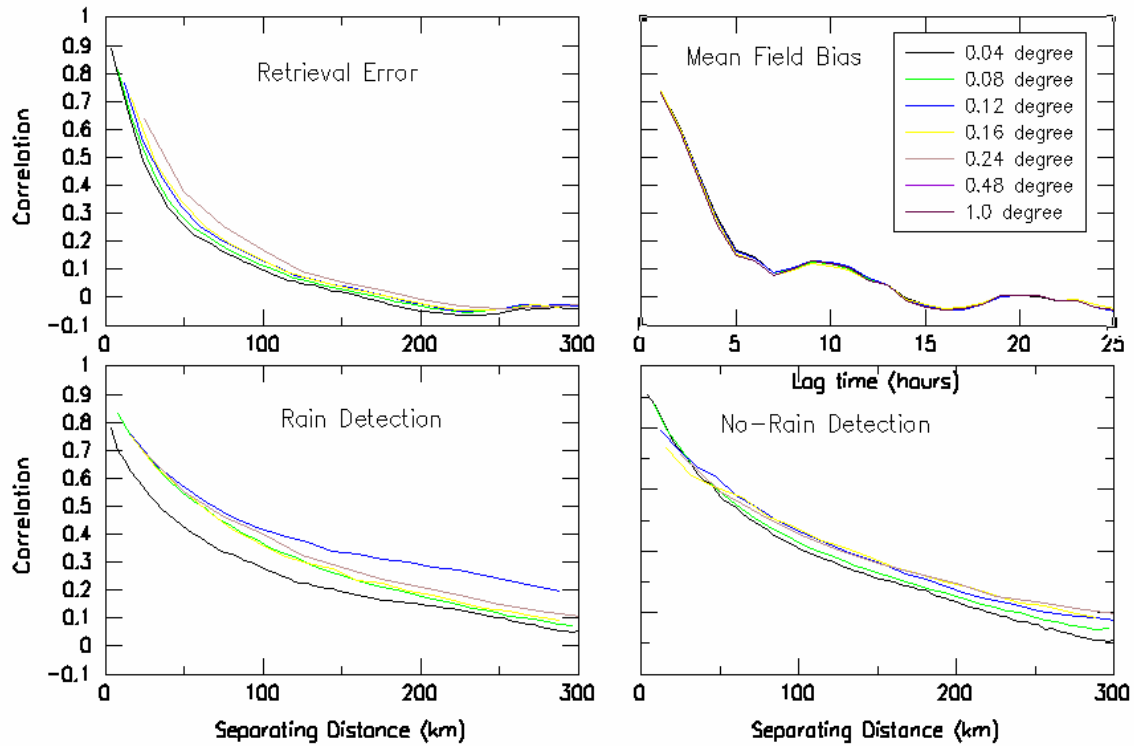 Retrieval Error
Correlation
1
0.9
0.8
0.7
0.6
0.5
0.4
0.3
0.2
0.1
0
-0.1
0
100
200
300
Mean Field Bias
0.04 degree
0.08 degree
0.12 degree
0.16 degree
0.24 degree
0.48 degree
1.0 degree
0
5
10
15
20
25
Lag time (hours)
Rain Detection
Correlation
1
0.9
0.8
0.7
0.6
0.5
0.4
0.3
0.2
0.1
0
-0.1
0
100
200
300
Separating Distance (km)
No-Rain Detection
0
100
200
300
Separating Distance (km)